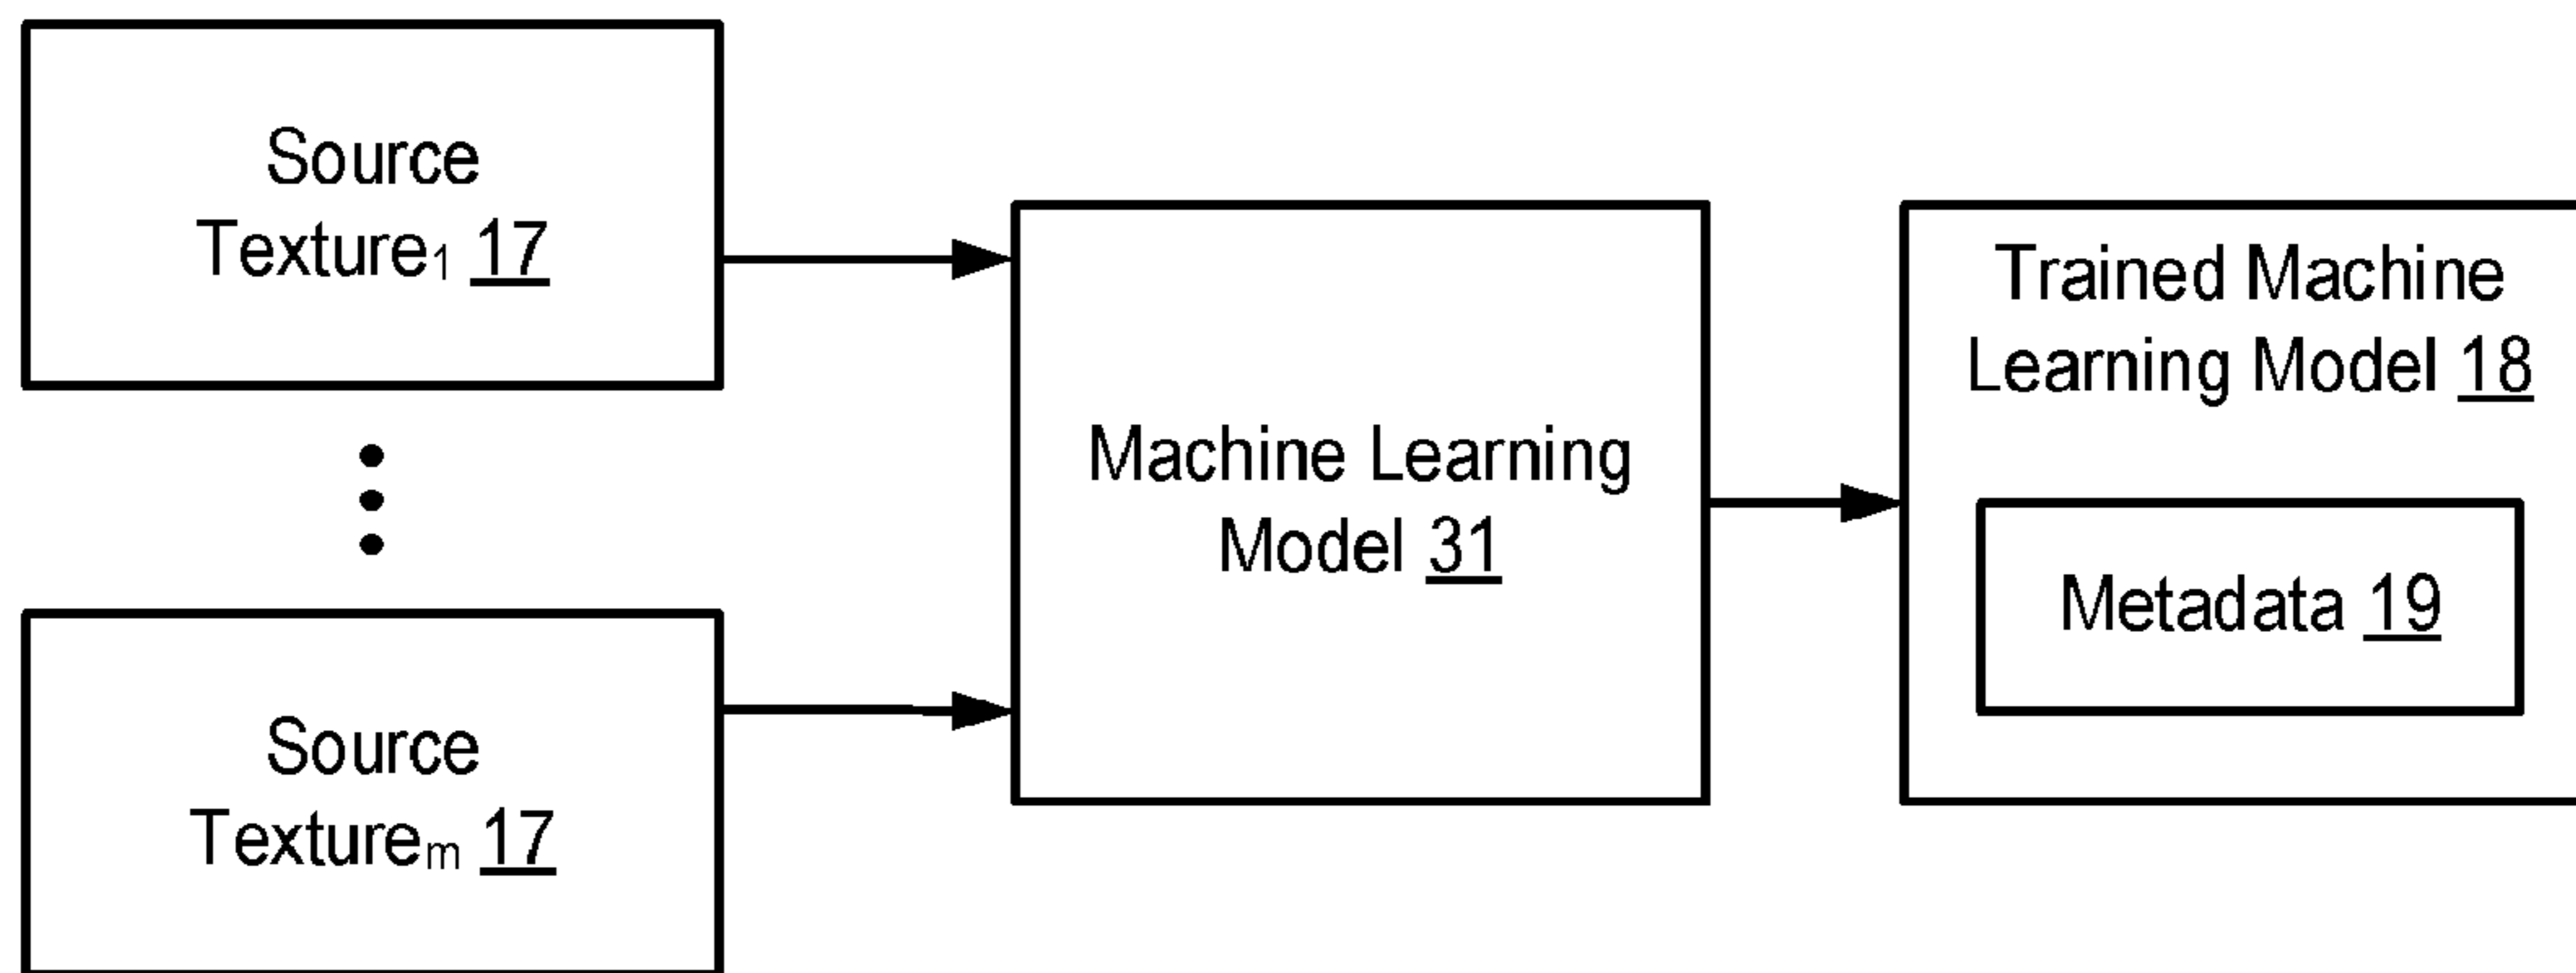 Source
Texture₁ 17
Source
Textureₘ 17
Machine Learning
Model 31
Trained Machine
Learning Model 18
Metadata 19